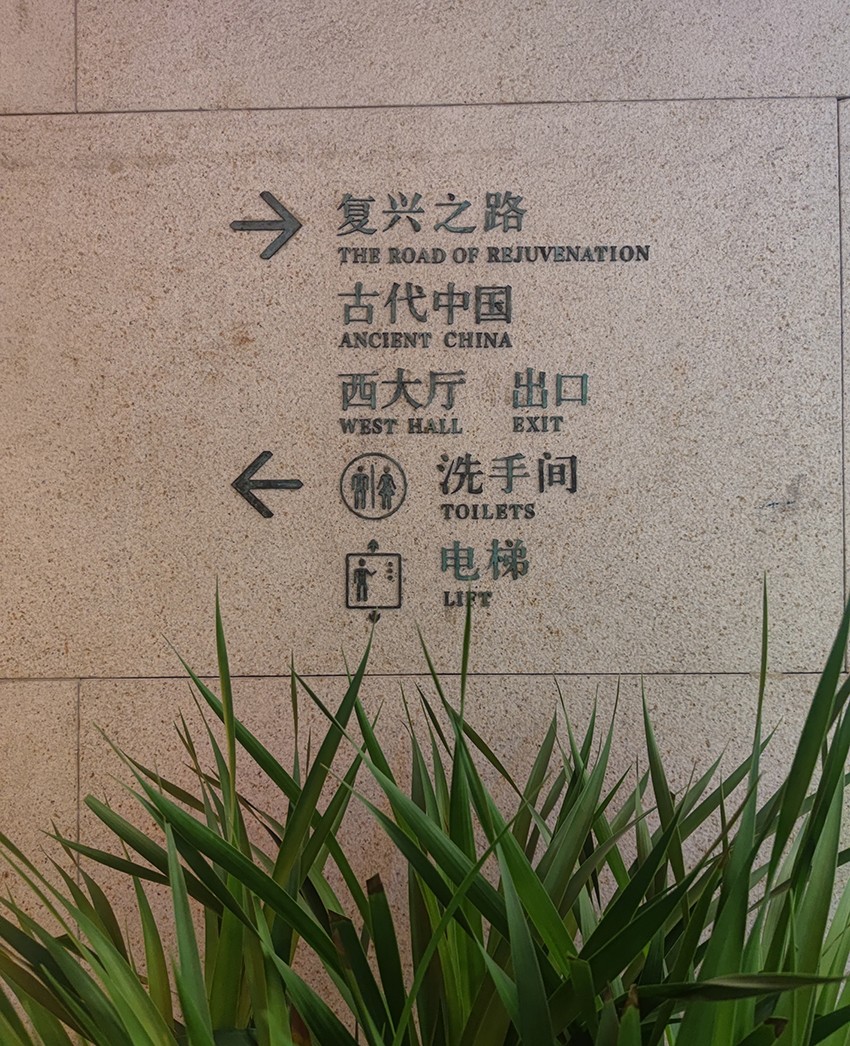 复兴之路
THE ROAD OF REJUVENATION
古代中国
ANCIENT CHINA
西大厅 出口
WEST HALL EXIT
洗手间
TOILETS
电梯
LIFT